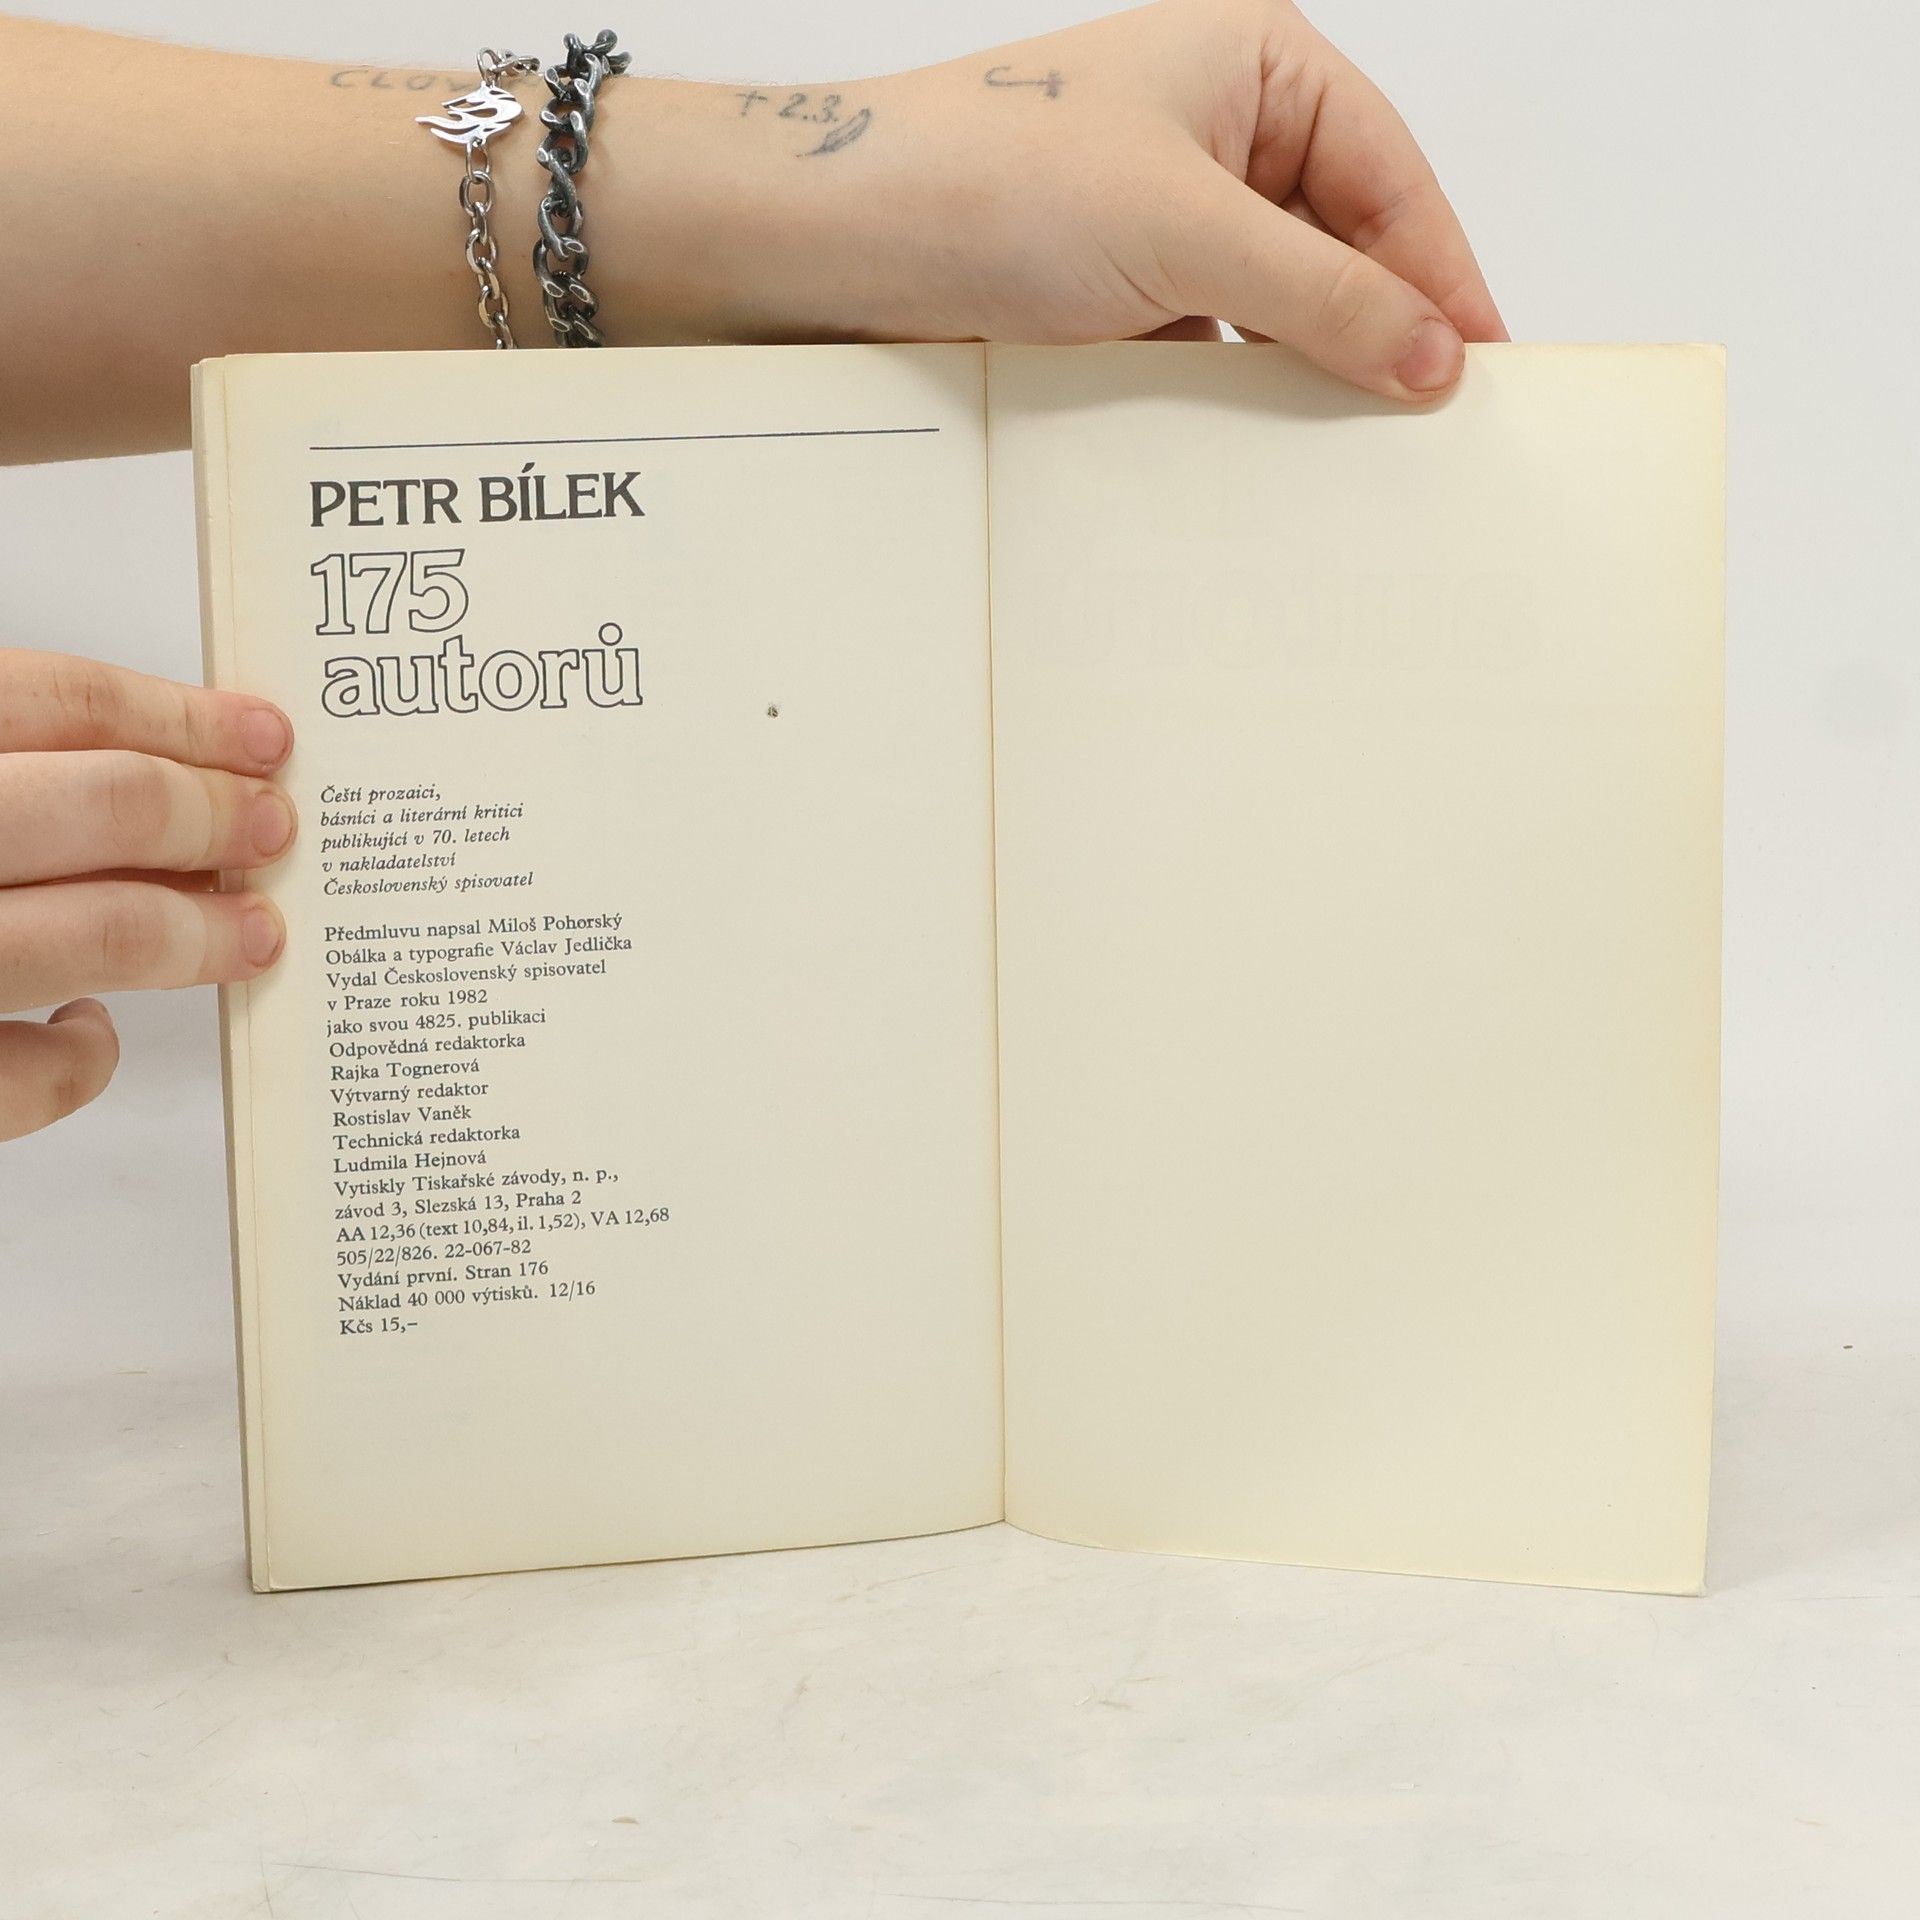 + 2.3.
PETR BÍLEK
175
autorů
Čeští prozaici,
básníci a literární kritici
publikující v 70. letech
v nakladatelství
Československý spisovatel
Předmluvu napsal Miloš Pohorský
Obálka a typografie Václav Jedlička
Vydal Československý spisovatel
v Praze roku 1982
jako svou 4825. publikaci
Odpovědná redaktorka
Rajka Tognerová
Výtvarný redaktor
Rostislav Vaněk
Technická redaktorka
Ludmila Hejnová
Vytiskly Tiskařské závody, n. p.,
závod 3, Slezská 13, Praha 2
AA 12,36 (text 10,84, il. 1,52), VA 12,68
505/22/826. 22-067-82
Vydání první. Stran 176
Náklad 40 000 výtisků. 12/16
Kčs 15,–